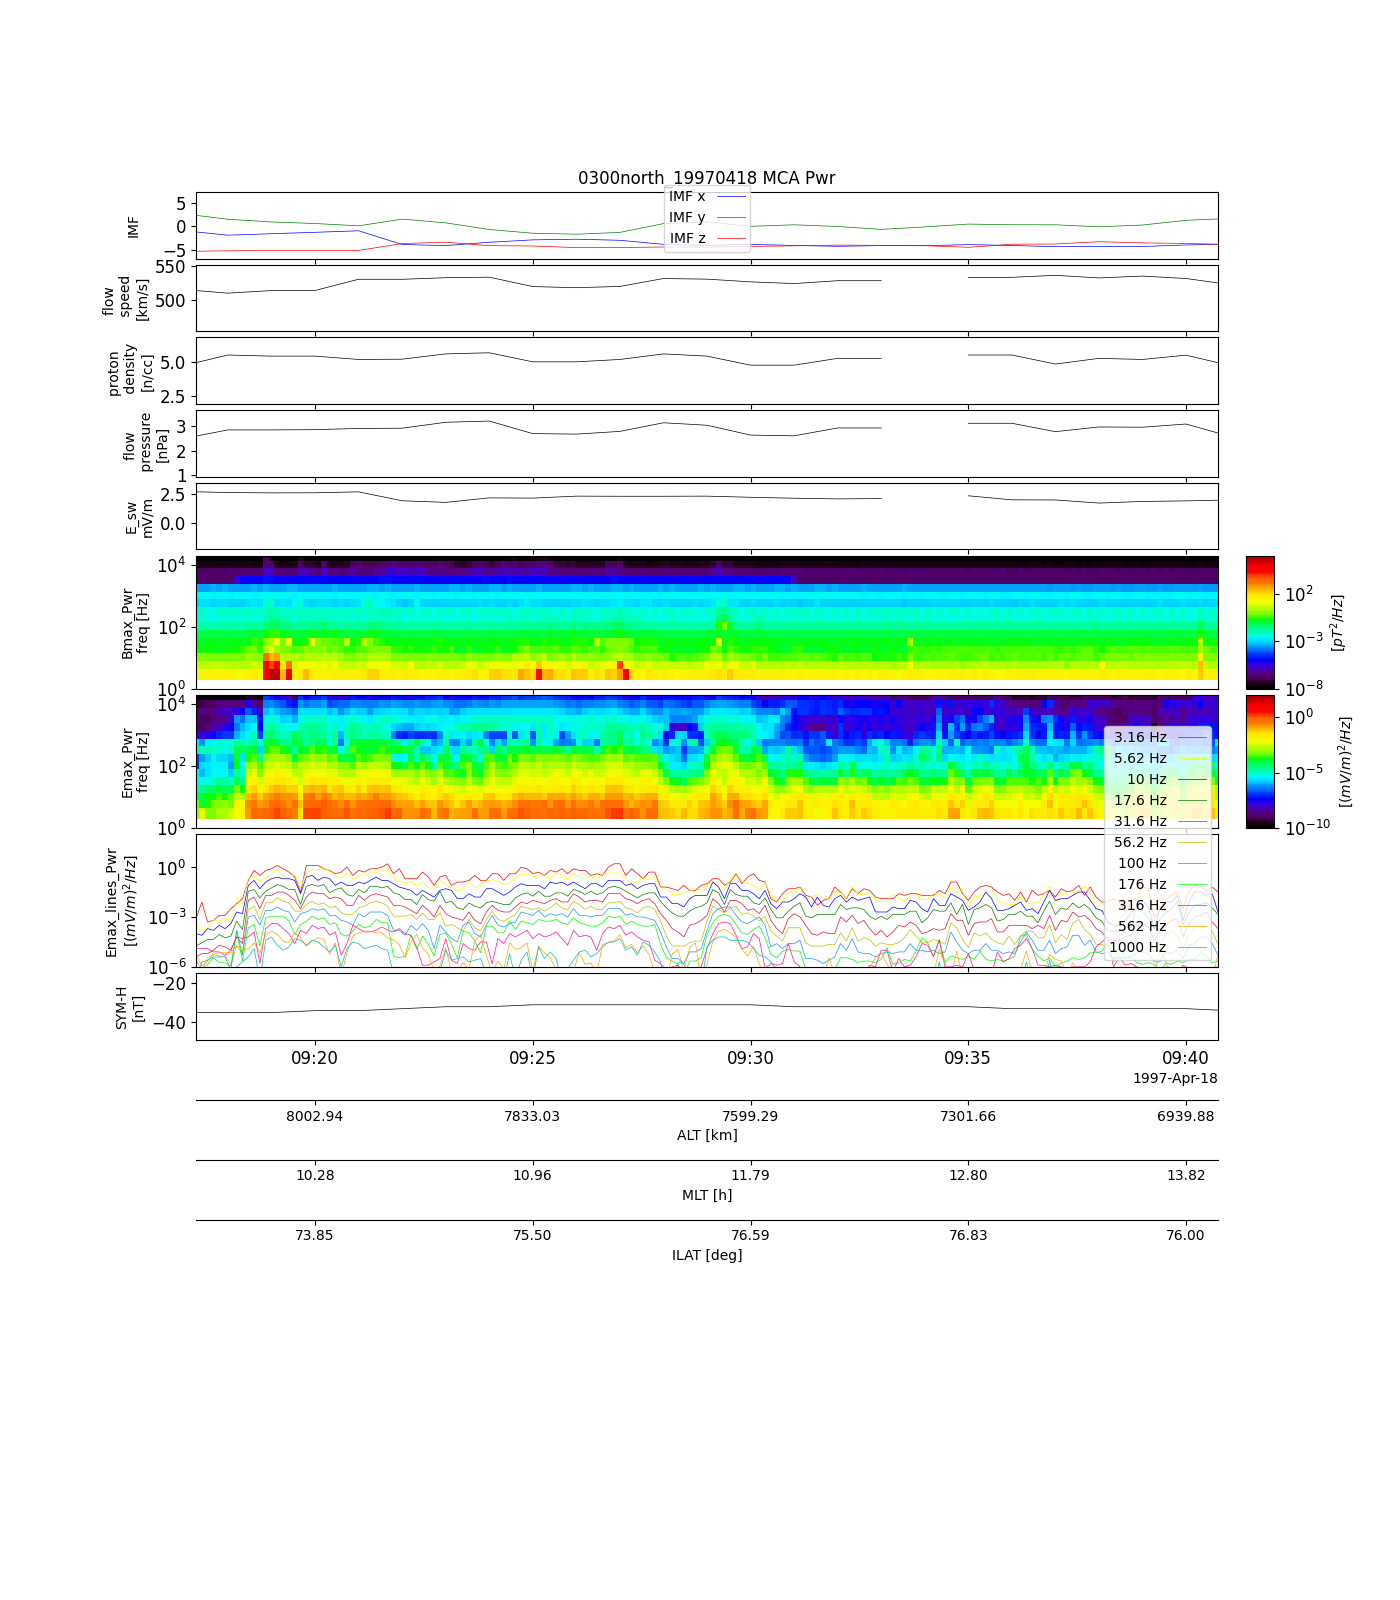 0300north_19970418 MCA Pwr
IMF
5
0
−5
IMF x
IMF y
IMF z
flow
speed
[km/s]
550
500
proton
density
[n/cc]
5.0
2.5
flow
pressure
[nPa]
3
2
1
E_sw
mV/m
2.5
0.0
Bmax_Pwr
freq [Hz]
10^4
10^2
10^0
10^2
10^−3
10^−8
[pT^2/Hz]
Emax_Pwr
freq [Hz]
10^4
10^2
10^0
10^0
10^−5
10^−10
[(mV/m)^2/Hz]
3.16 Hz
5.62 Hz
10 Hz
17.6 Hz
31.6 Hz
56.2 Hz
100 Hz
176 Hz
316 Hz
562 Hz
1000 Hz
Emax_lines_Pwr
[(mV/m)^2/Hz]
10^0
10^−3
10^−6
SYM-H
[nT]
−20
−40
09:20 09:25 09:30 09:35 09:40
1997-Apr-18
8002.94 7833.03 7599.29 7301.66 6939.88
ALT [km]
10.28 10.96 11.79 12.80 13.82
MLT [h]
73.85 75.50 76.59 76.83 76.00
ILAT [deg]